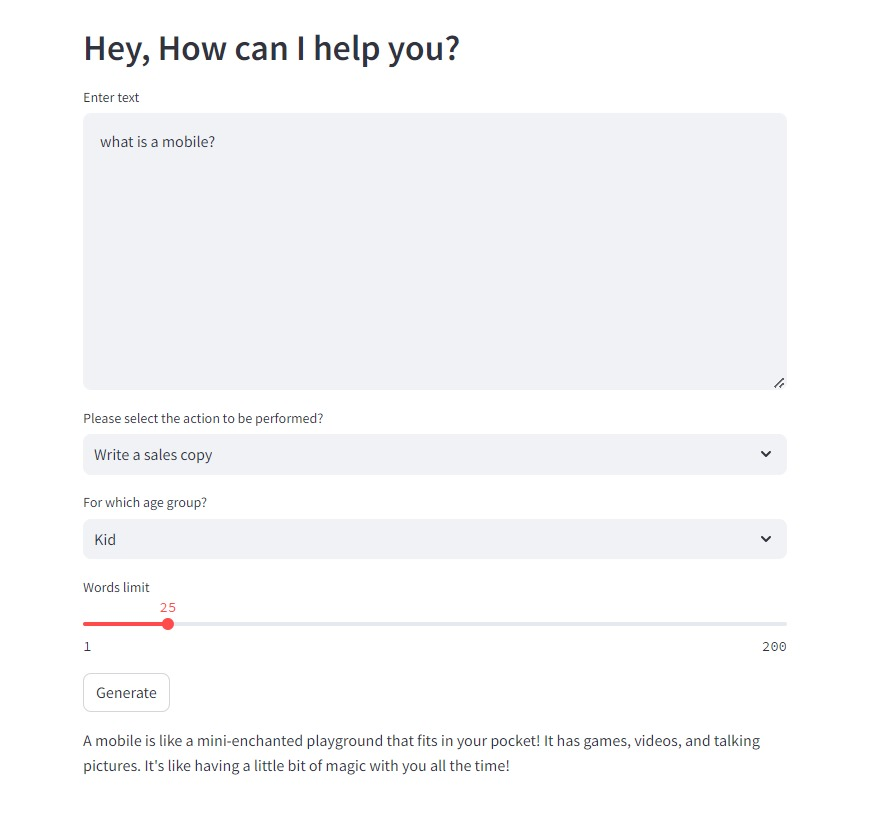 Hey, How can I help you?
Enter text
what is a mobile?
Please select the action to be performed?
Write a sales copy
For which age group?
Kid
Words limit
25
1 200
Generate
A mobile is like a mini-enchanted playground that fits in your pocket! It has games, videos, and talking
pictures. It's like having a little bit of magic with you all the time!